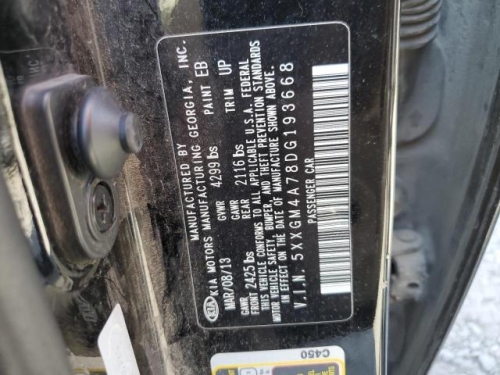 MANUFACTURED BY
KIA KIA MOTORS MANUFACTURING GEORGIA, INC.
MAR/08/13 GVWR 4299 lbs PAINT EB
GAWR FRONT 2425 lbs GAWR REAR 2116 lbs TRIM UP
THIS VEHICLE CONFORMS TO ALL APPLICABLE U.S.A. FEDERAL
MOTOR VEHICLE SAFETY, BUMPER, AND THEFT PREVENTION STANDARDS
IN EFFECT ON THE DATE OF MANUFACTURE SHOWN ABOVE.
V.I.N. 5XXGM4A78DG193668
PASSENGER CAR
C450